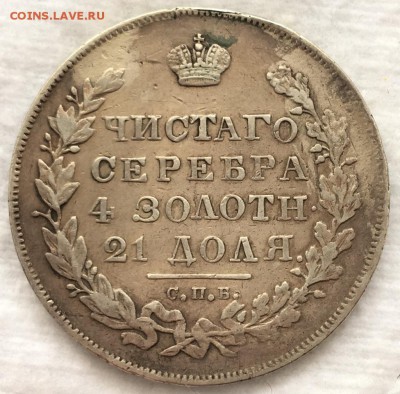 COINS.LAVE.RU
ЧИСТАГО
СЕРЕБРА
4 ЗОЛОТН.
21 ДОЛЯ.
С.П.Б.